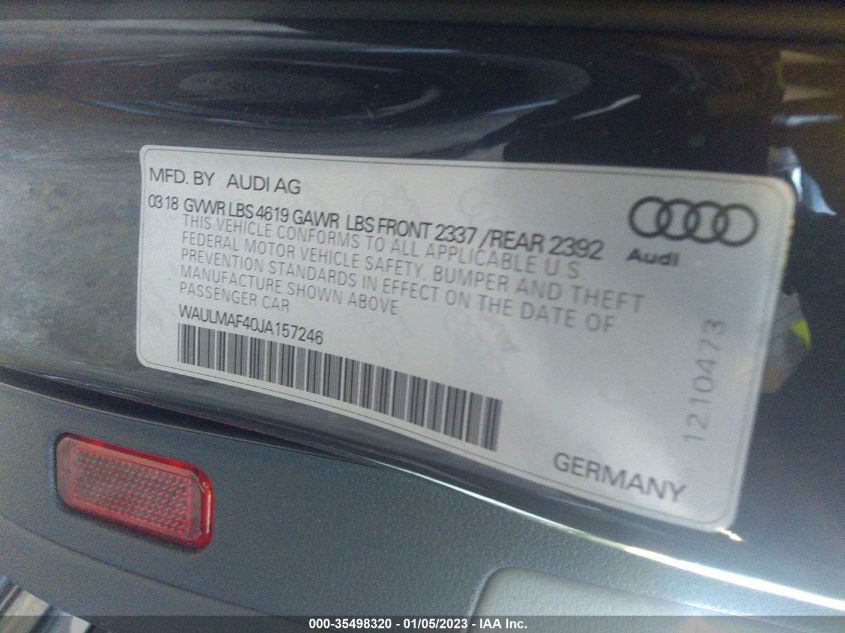 MFD. BY AUDI AG
03 18 GVWR LBS 4619 GAWR LBS FRONT 2337 /REAR 2392
THIS VEHICLE CONFORMS TO ALL APPLICABLE U S
FEDERAL MOTOR VEHICLE SAFETY, BUMPER AND THEFT
PREVENTION STANDARDS IN EFFECT ON THE DATE OF
MANUFACTURE SHOWN ABOVE
PASSENGER CAR
WAULMAF40JA157246
Audi
1210473
GERMANY
000-35498320 - 01/05/2023 - IAA Inc.